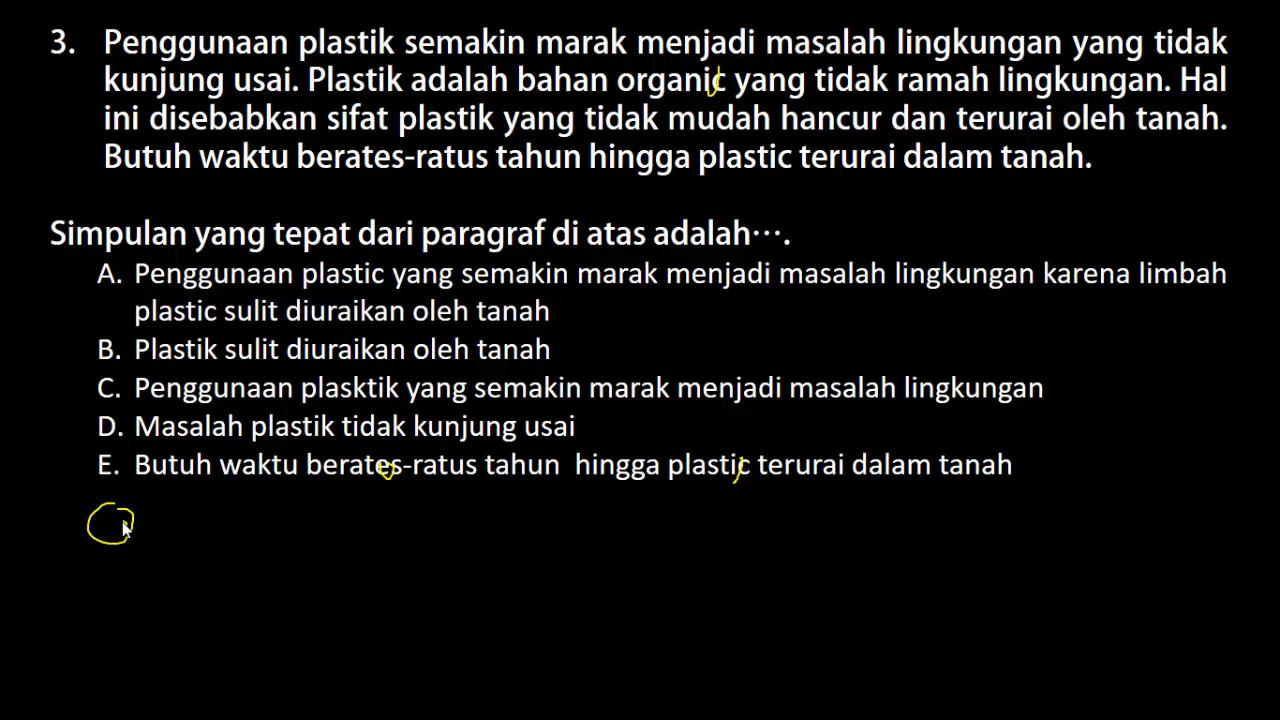 3. Penggunaan plastik semakin marak menjadi masalah lingkungan yang tidak
kunjung usai. Plastik adalah bahan organic yang tidak ramah lingkungan. Hal
ini disebabkan sifat plastik yang tidak mudah hancur dan terurai oleh tanah.
Butuh waktu berates-ratus tahun hingga plastic terurai dalam tanah.
Simpulan yang tepat dari paragraf di atas adalah….
A. Penggunaan plastic yang semakin marak menjadi masalah lingkungan karena limbah
plastic sulit diuraikan oleh tanah
B. Plastik sulit diuraikan oleh tanah
C. Penggunaan plasktik yang semakin marak menjadi masalah lingkungan
D. Masalah plastik tidak kunjung usai
E. Butuh waktu berates-ratus tahun hingga plastic terurai dalam tanah